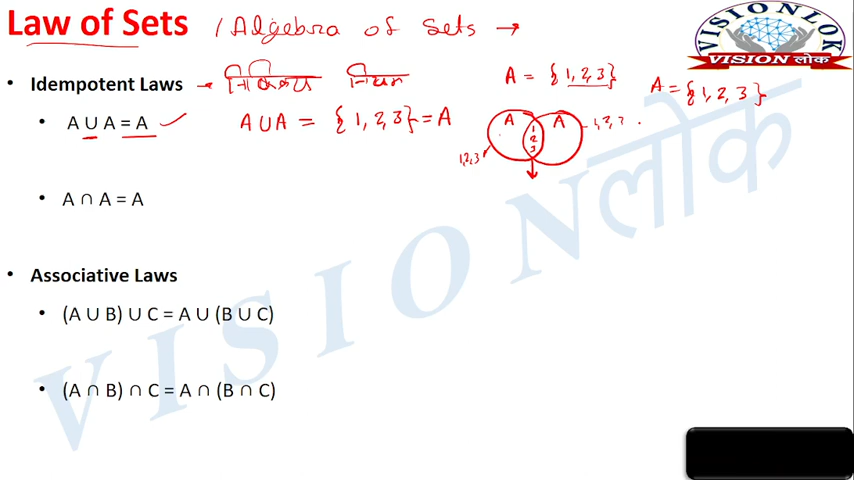 Law of Sets / Algebra of Sets →
• Idempotent Laws -
A = {1, 2, 3}
A = {1, 2, 3}
• A ∪ A = A ✓
A ∪ A = {1, 2, 3} = A
A A
1
2
3
1,2,3
• A ∩ A = A
• Associative Laws
• (A ∪ B) ∪ C = A ∪ (B ∪ C)
• (A ∩ B) ∩ C = A ∩ (B ∩ C)
VISIONLOK
VISION लोक
VISIONलोक